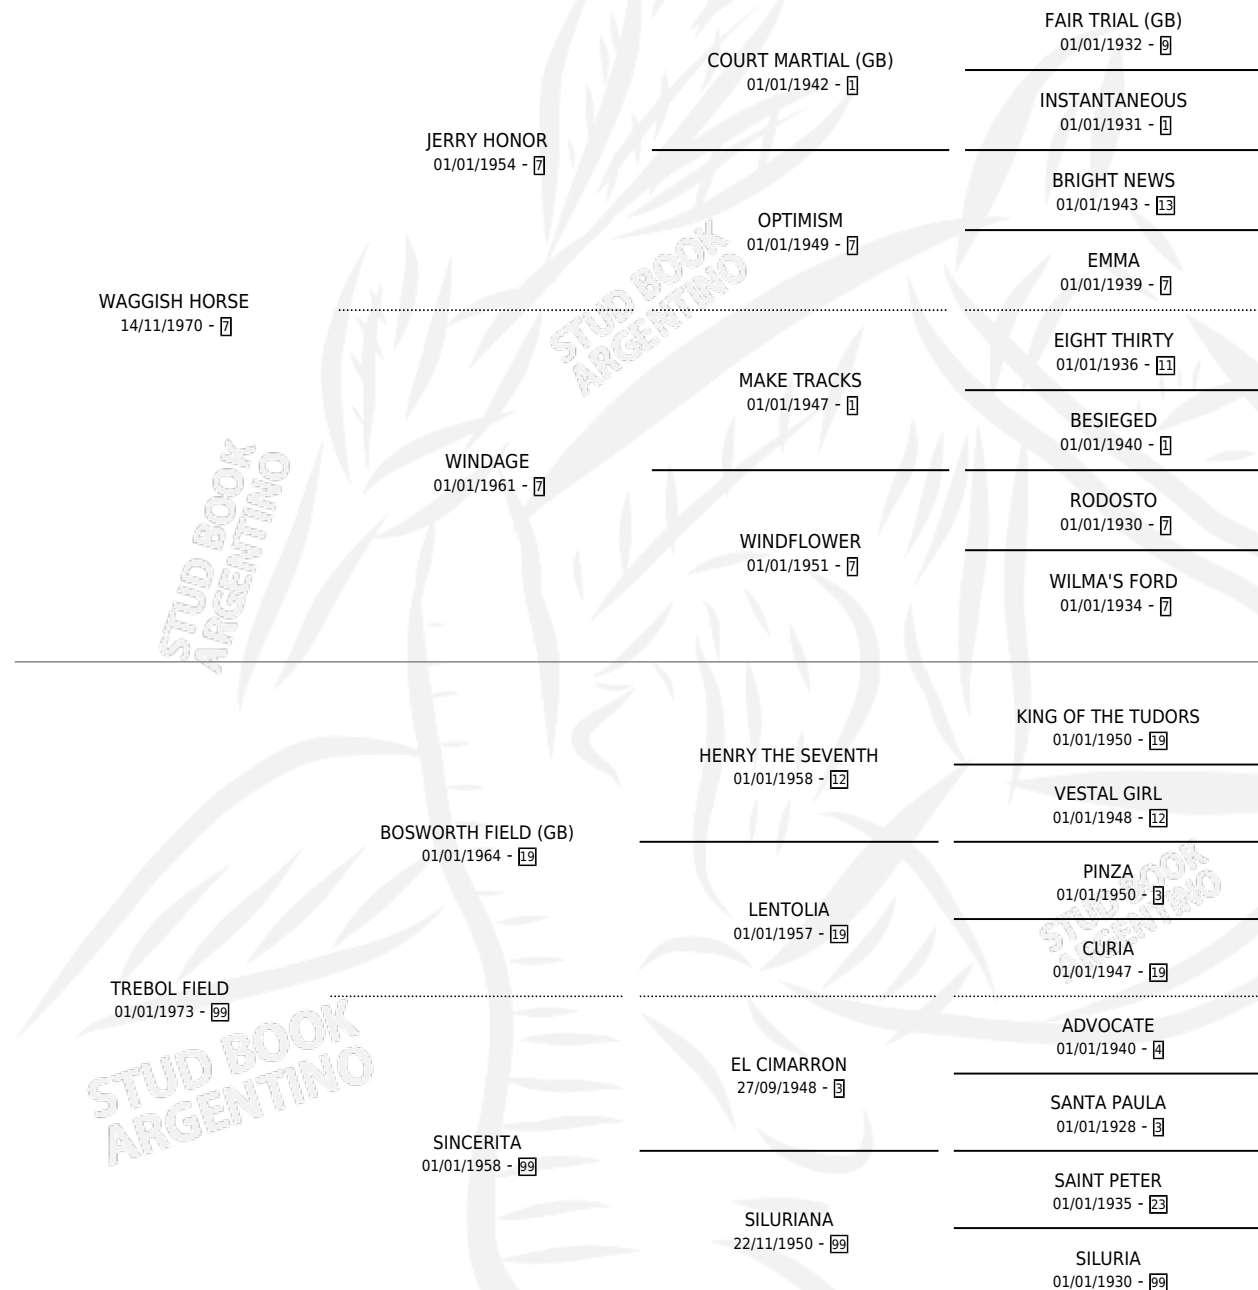 FAIR TRIAL (GB)
01/01/1932 - 9
COURT MARTIAL (GB)
01/01/1942 - 1
INSTANTANEOUS
01/01/1931 - 1
JERRY HONOR
01/01/1954 - 7
BRIGHT NEWS
01/01/1943 - 13
OPTIMISM
01/01/1949 - 7
EMMA
01/01/1939 - 7
WAGGISH HORSE
14/11/1970 - 7
STUD BOOK
ARGENTINO
EIGHT THIRTY
01/01/1936 - 11
MAKE TRACKS
01/01/1947 - 1
BESIEGED
01/01/1940 - 1
WINDAGE
01/01/1961 - 7
RODOSTO
01/01/1930 - 7
WINDFLOWER
01/01/1951 - 7
WILMA'S FORD
01/01/1934 - 7
STUD BOOK
ARGENTINO
KING OF THE TUDORS
01/01/1950 - 19
HENRY THE SEVENTH
01/01/1958 - 12
VESTAL GIRL
01/01/1948 - 12
BOSWORTH FIELD (GB)
01/01/1964 - 19
PINZA
01/01/1950 - 3
LENTOLIA
01/01/1957 - 19
CURIA
01/01/1947 - 19
STUD BOOK
ARGENTINO
TREBOL FIELD
01/01/1973 - 99
ADVOCATE
01/01/1940 - 4
EL CIMARRON
27/09/1948 - 3
SANTA PAULA
01/01/1928 - 3
STUD BOOK
ARGENTINO
SINCERITA
01/01/1958 - 99
SAINT PETER
01/01/1935 - 23
SILURIANA
22/11/1950 - 99
SILURIA
01/01/1930 - 99